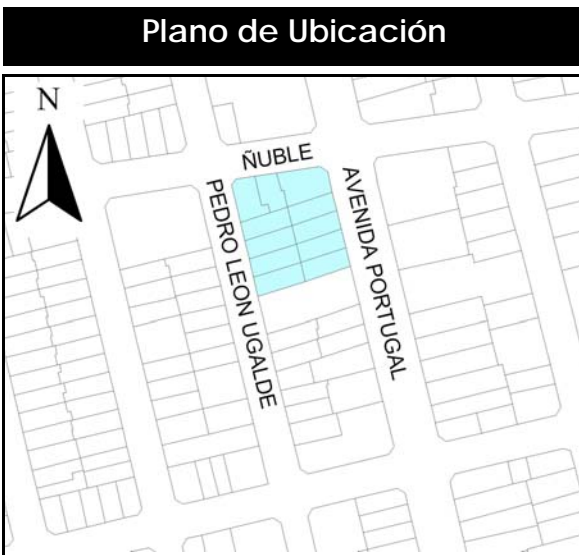 Plano de Ubicación
N
ÑUBLE
PEDRO LEON UGALDE
AVENIDA PORTUGAL